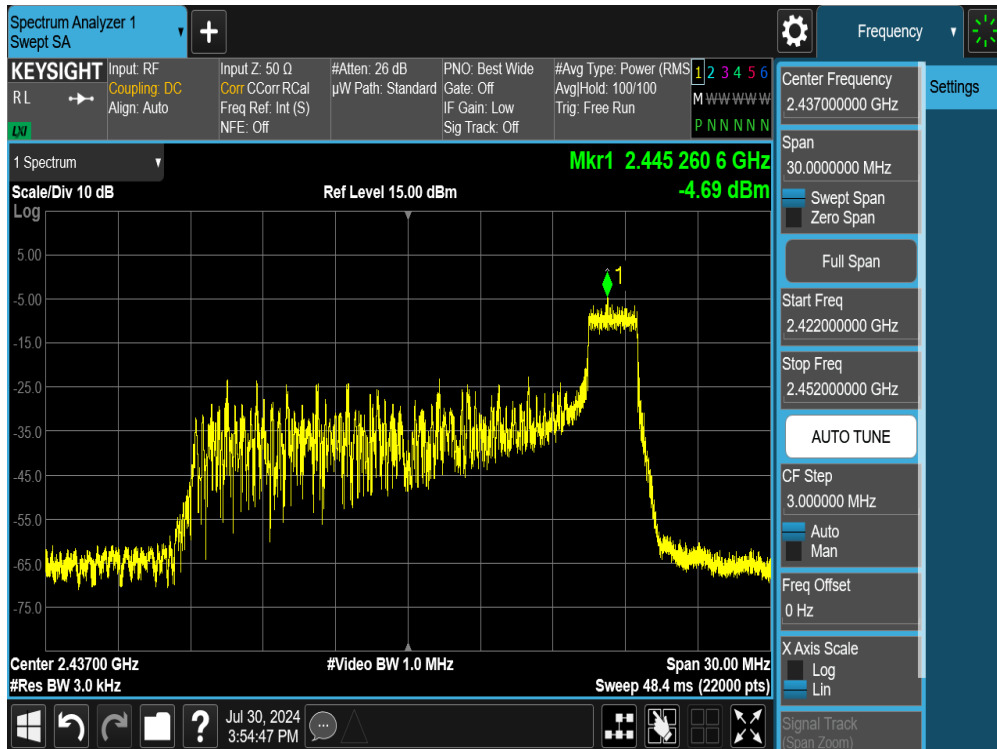 Spectrum Analyzer 1
Swept SA
+
Frequency
KEYSIGHT
R L
LXI
Input: RF
Coupling: DC
Align: Auto
Input Z: 50 Ω
Corr CCorr RCal
Freq Ref: Int (S)
NFE: Off
#Atten: 26 dB
µW Path: Standard
PNO: Best Wide
Gate: Off
IF Gain: Low
Sig Track: Off
#Avg Type: Power (RMS
Avg|Hold: 100/100
Trig: Free Run
1 2 3 4 5 6
M W W W W W
P N N N N N
1 Spectrum
Scale/Div 10 dB
Log
Ref Level 15.00 dBm
Mkr1 2.445 260 6 GHz
-4.69 dBm
1
5.00
-5.00
-15.0
-25.0
-35.0
-45.0
-55.0
-65.0
-75.0
Center 2.43700 GHz
#Res BW 3.0 kHz
#Video BW 1.0 MHz
Span 30.00 MHz
Sweep 48.4 ms (22000 pts)
Center Frequency
2.437000000 GHz
Span
30.0000000 MHz
Swept Span
Zero Span
Full Span
Start Freq
2.422000000 GHz
Stop Freq
2.452000000 GHz
AUTO TUNE
CF Step
3.000000 MHz
Auto
Man
Freq Offset
0 Hz
X Axis Scale
Log
Lin
Signal Track
(Span Zoom)
Settings
?
Jul 30, 2024
3:54:47 PM